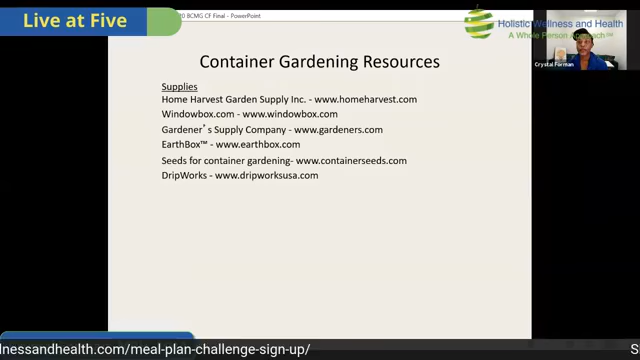 Live at Five
0 BCMG CF Final - PowerPoint
Holistic Wellness and Health
A Whole Person Approach™
Crystal Forman
Container Gardening Resources
Supplies
Home Harvest Garden Supply Inc. - www.homeharvest.com
Windowbox.com - www.windowbox.com
Gardener's Supply Company - www.gardeners.com
EarthBox™ - www.earthbox.com
Seeds for container gardening- www.containerseeds.com
DripWorks - www.dripworksusa.com
lnessandhealth.com/meal-plan-challenge-sign-up/
S